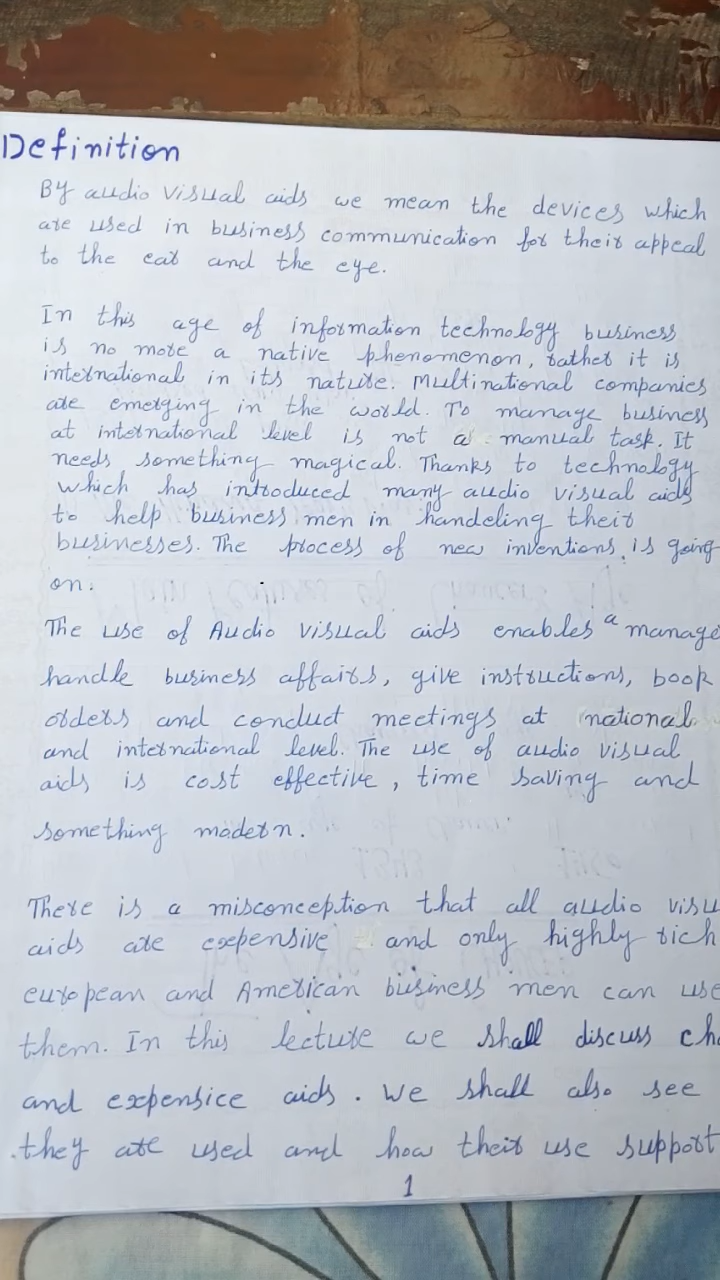 Definition
By audio visual aids we mean the devices which
are used in business communication for their appeal
to the ear and the eye.
In this age of information technology business
is no more a native phenomenon, rather it is
international in its nature. Multinational companies
are emerging in the world. To manage business
at international level is not a manual task. It
needs something magical. Thanks to technology
which has introduced many audio visual aids
to help business men in handeling their
businesses. The process of new inventions is going
on.
The use of Audio visual aids enables a manage
handle business affairs, give instructions, book
orders and conduct meetings at national
and international level. The use of audio visual
aids is cost effective, time saving and
something modern.
There is a misconception that all audio visu
aids are expensive and only highly rich
european and American business men can use
them. In this lecture we shall discuss ch
and expensice aids. We shall also see
they are used and how their use support
1